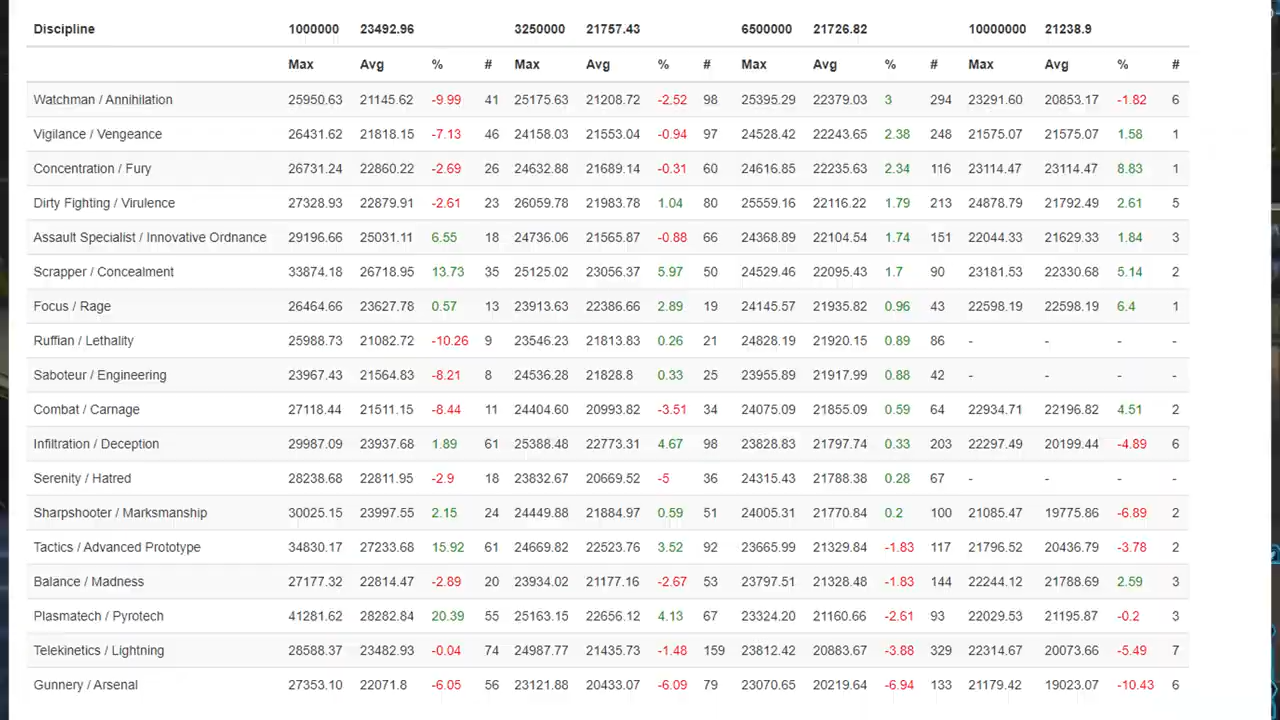 Discipline 1000000 23492.96 3250000 21757.43 6500000 21726.82 10000000 21238.9
Max Avg % # Max Avg % # Max Avg % # Max Avg % #
Watchman / Annihilation 25950.63 21145.62 -9.99 41 25175.63 21208.72 -2.52 98 25395.29 22379.03 3 294 23291.60 20853.17 -1.82 6
Vigilance / Vengeance 26431.62 21818.15 -7.13 46 24158.03 21553.04 -0.94 97 24528.42 22243.65 2.38 248 21575.07 21575.07 1.58 1
Concentration / Fury 26731.24 22860.22 -2.69 26 24632.88 21689.14 -0.31 60 24616.85 22235.63 2.34 116 23114.47 23114.47 8.83 1
Dirty Fighting / Virulence 27328.93 22879.91 -2.61 23 26059.78 21983.78 1.04 80 25559.16 22116.22 1.79 213 24878.79 21792.49 2.61 5
Assault Specialist / Innovative Ordnance 29196.66 25031.11 6.55 18 24736.06 21565.87 -0.88 66 24368.89 22104.54 1.74 151 22044.33 21629.33 1.84 3
Scrapper / Concealment 33874.18 26718.95 13.73 35 25125.02 23056.37 5.97 50 24529.46 22095.43 1.7 90 23181.53 22330.68 5.14 2
Focus / Rage 26464.66 23627.78 0.57 13 23913.63 22386.66 2.89 19 24145.57 21935.82 0.96 43 22598.19 22598.19 6.4 1
Ruffian / Lethality 25988.73 21082.72 -10.26 9 23546.23 21813.83 0.26 21 24828.19 21920.15 0.89 86 - - - -
Saboteur / Engineering 23967.43 21564.83 -8.21 8 24536.28 21828.8 0.33 25 23955.89 21917.99 0.88 42 - - - -
Combat / Carnage 27118.44 21511.15 -8.44 11 24404.60 20993.82 -3.51 34 24075.09 21855.09 0.59 64 22934.71 22196.82 4.51 2
Infiltration / Deception 29987.09 23937.68 1.89 61 25388.48 22773.31 4.67 98 23828.83 21797.74 0.33 203 22297.49 20199.44 -4.89 6
Serenity / Hatred 28238.68 22811.95 -2.9 18 23832.67 20669.52 -5 36 24315.43 21788.38 0.28 67 - - - -
Sharpshooter / Marksmanship 30025.15 23997.55 2.15 24 24449.88 21884.97 0.59 51 24005.31 21770.84 0.2 100 21085.47 19775.86 -6.89 2
Tactics / Advanced Prototype 34830.17 27233.68 15.92 61 24669.82 22523.76 3.52 92 23665.99 21329.84 -1.83 117 21796.52 20436.79 -3.78 2
Balance / Madness 27177.32 22814.47 -2.89 20 23934.02 21177.16 -2.67 53 23797.51 21328.48 -1.83 144 22244.12 21788.69 2.59 3
Plasmatech / Pyrotech 41281.62 28282.84 20.39 55 25163.15 22656.12 4.13 67 23324.20 21160.66 -2.61 93 22029.53 21195.87 -0.2 3
Telekinetics / Lightning 28588.37 23482.93 -0.04 74 24987.77 21435.73 -1.48 159 23812.42 20883.67 -3.88 329 22314.67 20073.66 -5.49 7
Gunnery / Arsenal 27353.10 22071.8 -6.05 56 23121.88 20433.07 -6.09 79 23070.65 20219.64 -6.94 133 21179.42 19023.07 -10.43 6